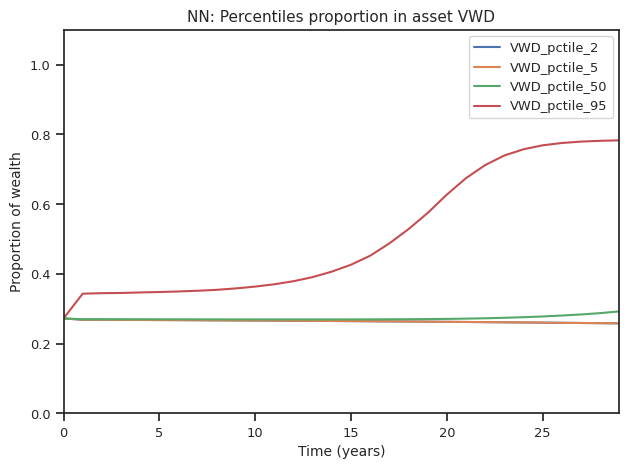 NN: Percentiles proportion in asset VWD
VWD_pctile_2
VWD_pctile_5
VWD_pctile_50
VWD_pctile_95
Proportion of wealth
1.0
0.8
0.6
0.4
0.2
0.0
0 5 10 15 20 25
Time (years)